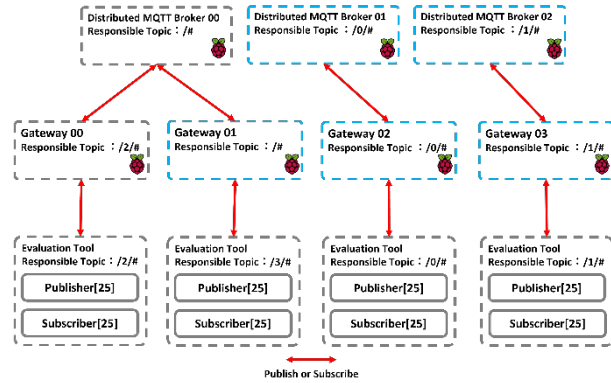 Distributed MQTT Broker 00
Responsible Topic：/#
Distributed MQTT Broker 01
Responsible Topic：/0/#
Distributed MQTT Broker 02
Responsible Topic：/1/#
Gateway 00
Responsible Topic：/2/#
Gateway 01
Responsible Topic：/#
Gateway 02
Responsible Topic：/0/#
Gateway 03
Responsible Topic：/1/#
Evaluation Tool
Responsible Topic：/2/#
Publisher[25]
Subscriber[25]
Evaluation Tool
Responsible Topic：/3/#
Publisher[25]
Subscriber[25]
Evaluation Tool
Responsible Topic：/0/#
Publisher[25]
Subscriber[25]
Evaluation Tool
Responsible Topic：/1/#
Publisher[25]
Subscriber[25]
Publish or Subscribe